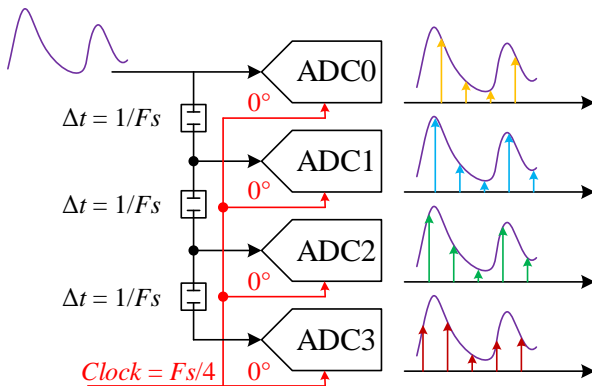 ADC0
0°
Δt = 1/Fs
ADC1
0°
Δt = 1/Fs
ADC2
0°
Δt = 1/Fs
ADC3
Clock = Fs/4
0°